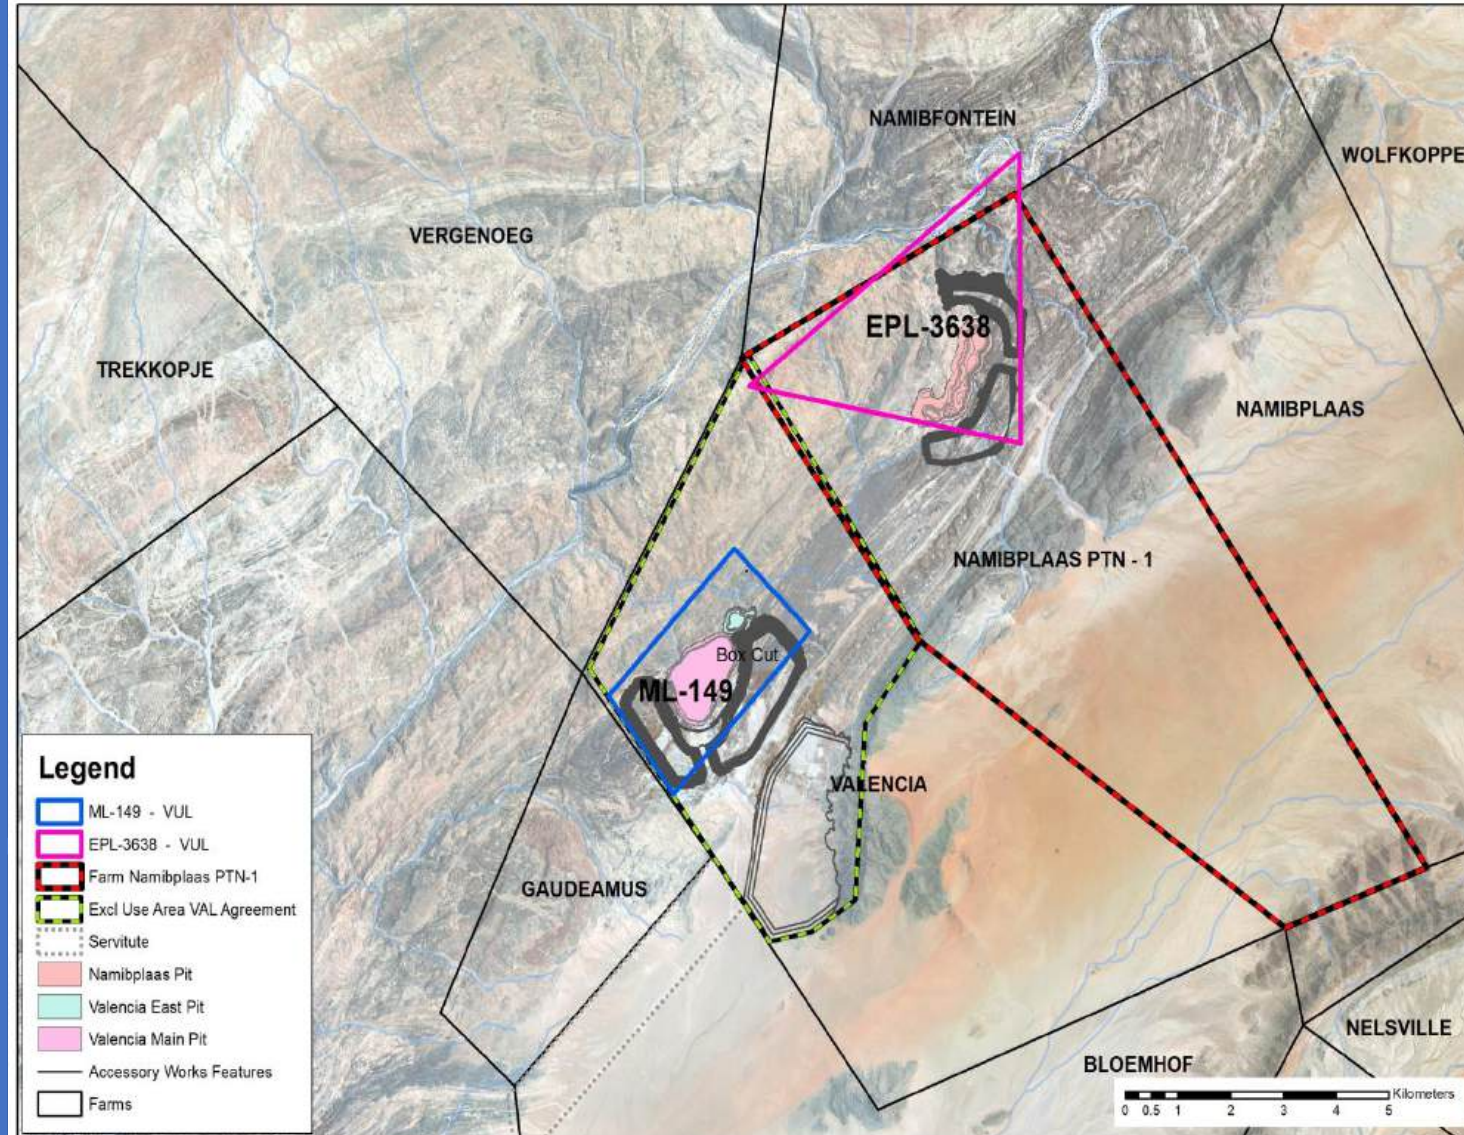 NAMIBFONTEIN
WOLFKOPPE
VERGENOEG
EPL-3638
TREKKOPJE
NAMIBPLAAS
NAMIBPLAAS PTN - 1
Box Cut
ML-149
VALENCIA
GAUDEAMUS
NELSVILLE
BLOEMHOF
Legend
ML-149 - VUL
EPL-3638 - VUL
Farm Namibplaas PTN-1
Excl Use Area VAL Agreement
Servitute
Namibplaas Pit
Valencia East Pit
Valencia Main Pit
Accessory Works Features
Farms
Kilometers
0 0.5 1 2 3 4 5